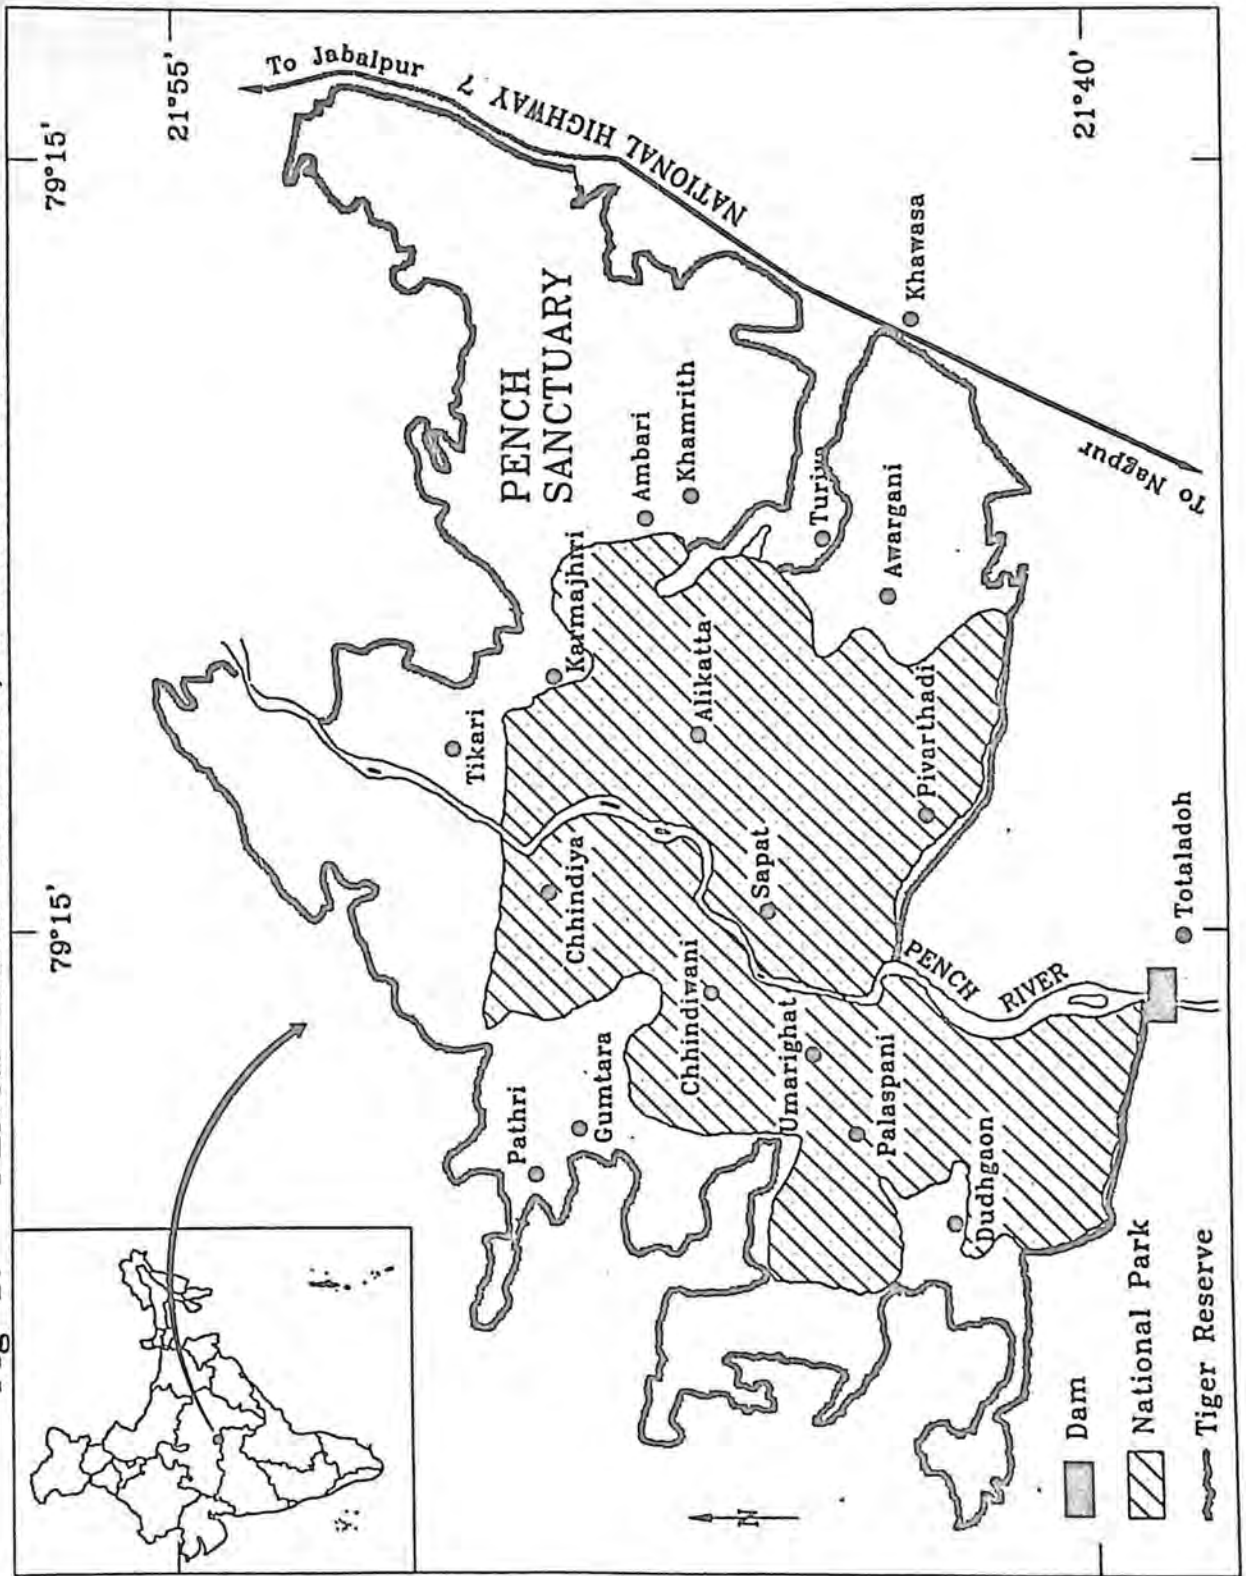 79°15'
79°15'
21°55'
21°40'
To Jabalpur
NATIONAL HIGHWAY 7
PENCH
SANCTUARY
Tikari
Karmajhri
Ambari
Khamrith
Pathri
Gumtara
Chhindiya
Chhindiwani
Alikatta
Sapat
Umarighat
Turiya
Khawasa
Awargani
Palaspani
Pivarthadi
Dudhgaon
PENCH
RIVER
Totaladoh
To Nagpur
N
Dam
National Park
Tiger Reserve